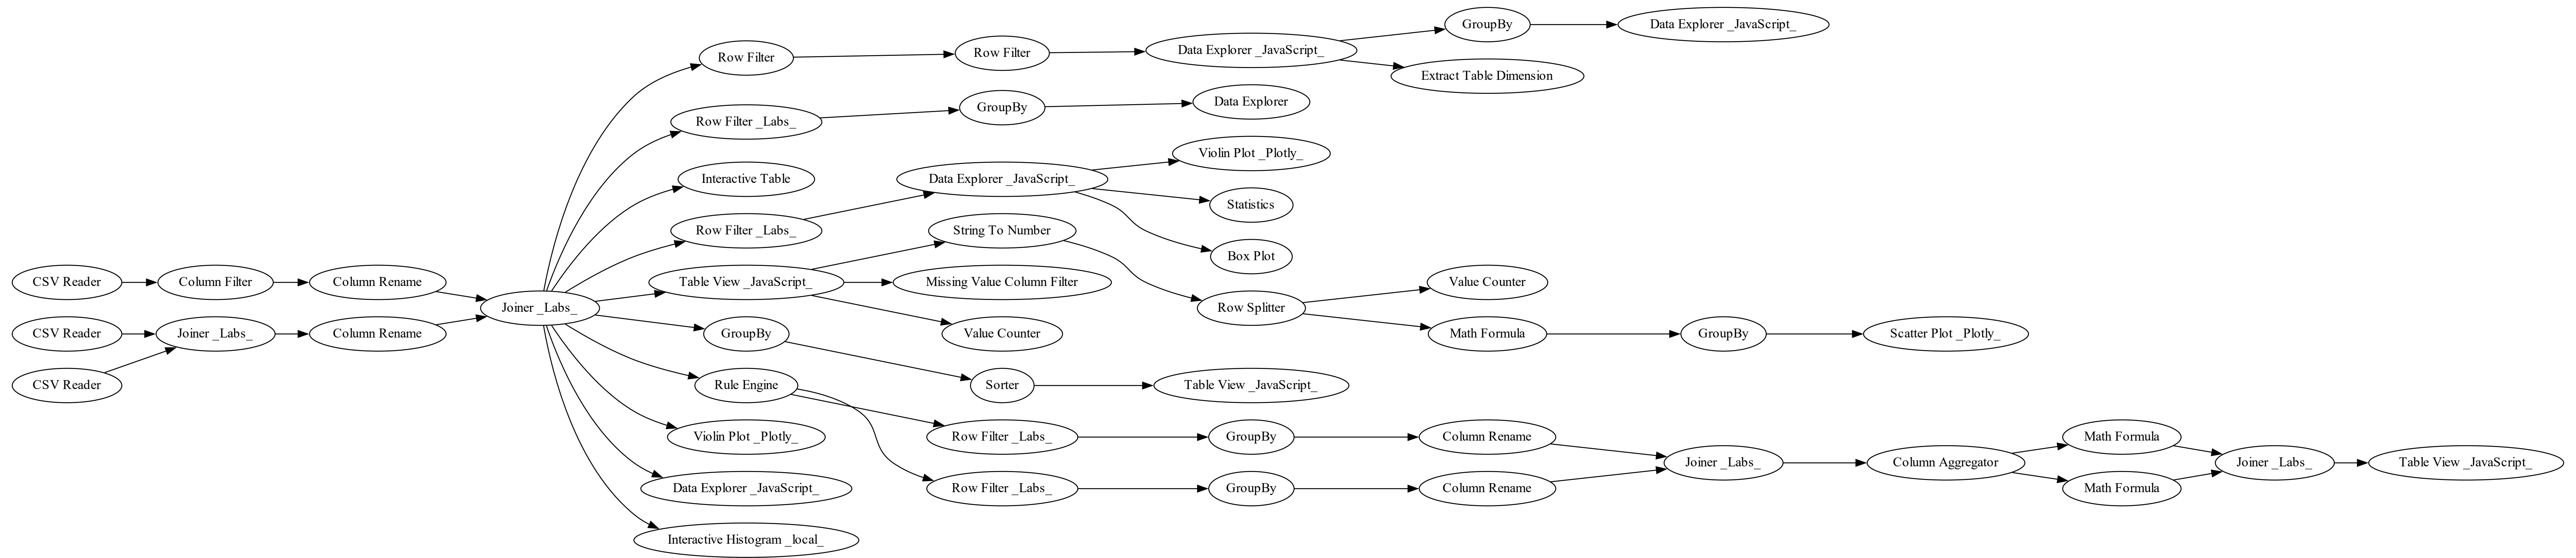 Row Filter
Row Filter
Data Explorer _JavaScript_
GroupBy
Data Explorer _JavaScript_
Extract Table Dimension
Row Filter _Labs_
GroupBy
Data Explorer
Interactive Table
Row Filter _Labs_
Data Explorer _JavaScript_
Violin Plot _Plotly_
Statistics
Box Plot
CSV Reader
Column Filter
Column Rename
CSV Reader
Joiner _Labs_
Column Rename
CSV Reader
Joiner _Labs_
Table View _JavaScript_
String To Number
Missing Value Column Filter
Value Counter
Row Splitter
Value Counter
Math Formula
GroupBy
Scatter Plot _Plotly_
GroupBy
Sorter
Table View _JavaScript_
Rule Engine
Row Filter _Labs_
GroupBy
Column Rename
Row Filter _Labs_
GroupBy
Column Rename
Joiner _Labs_
Column Aggregator
Math Formula
Math Formula
Joiner _Labs_
Table View _JavaScript_
Violin Plot _Plotly_
Data Explorer _JavaScript_
Interactive Histogram _local_